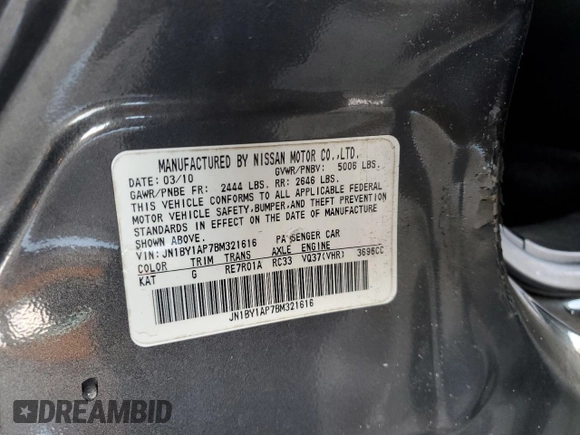 MANUFACTURED BY NISSAN MOTOR CO.,LTD.
DATE: 03/10 GVWR/PNBV: 5006 LBS.
GAWR/PNBE FR: 2444 LBS. RR: 2646 LBS.
THIS VEHICLE CONFORMS TO ALL APPLICABLE FEDERAL
MOTOR VEHICLE SAFETY,BUMPER,AND THEFT PREVENTION
STANDARDS IN EFFECT ON THE DATE OF MANUFACTURE
SHOWN ABOVE.
VIN: JN1BY1AP7BM321616 PASSENGER CAR
COLOR TRIM TRANS AXLE ENGINE
KAT G RE7R01A RC33 VQ37(VHR) 3696CC
JN1BY1AP7BM321616
DREAMBID